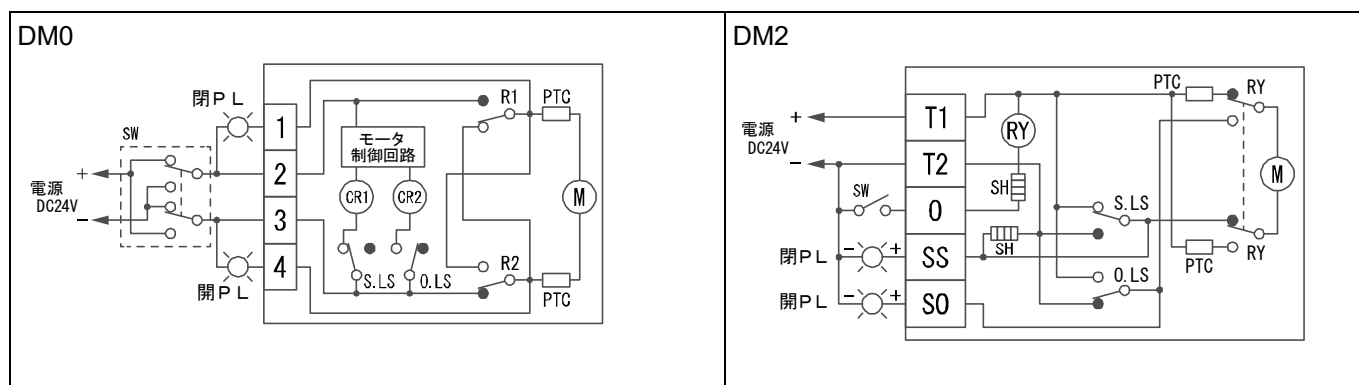 DM0
閉ＰＬ
SW
+
電源
DC24V
-
開ＰＬ
1
2
3
4
モータ
制御回路
CR1
CR2
S.LS
O.LS
R1
R2
PTC
M
PTC
DM2
+
電源
DC24V
-
SW
閉ＰＬ
- +
開ＰＬ
- +
T1
T2
O
SS
SO
RY
SH
SH
S.LS
O.LS
PTC
RY
M
PTC
RY